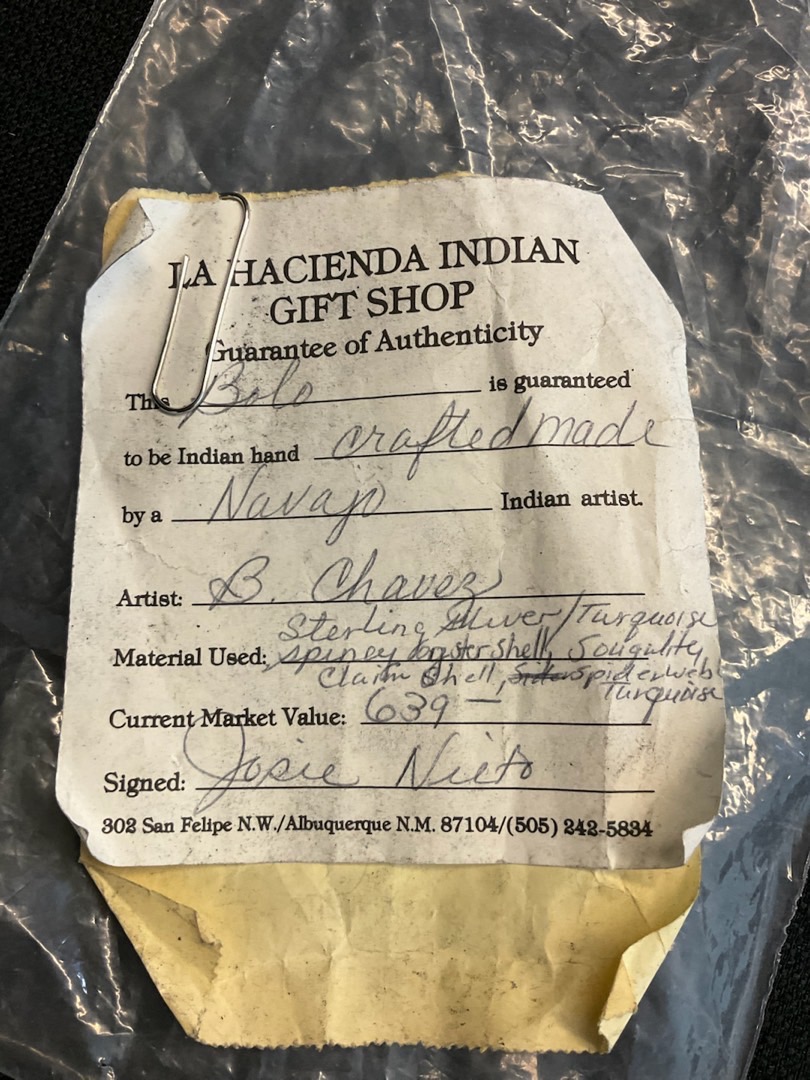 LA HACIENDA INDIAN
GIFT SHOP
Guarantee of Authenticity
This Bolo is guaranteed
to be Indian hand crafted made
by a Navajo Indian artist.
Artist: B. Chavez
Sterling Silver/Turquoise
Material Used: spiney oyster shell,
Clam Shell, spiderweb
Turquoise
Current Market Value: 639 —
Signed: Josie Nieto
302 San Felipe N.W./Albuquerque N.M. 87104/(505) 242-5834